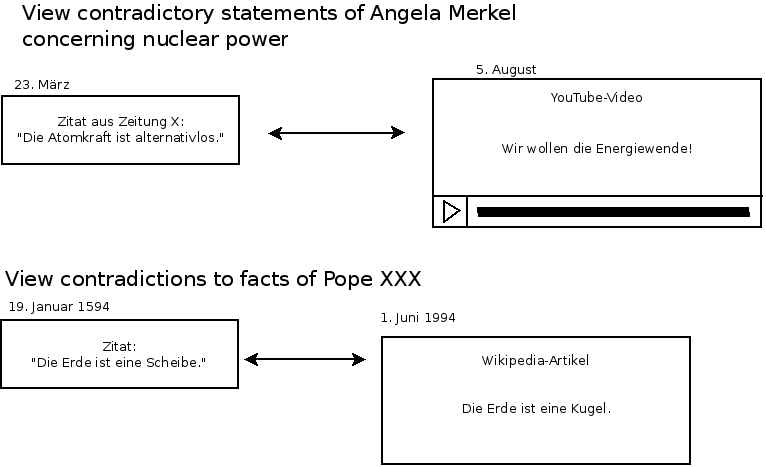 View contradictory statements of Angela Merkel
concerning nuclear power
23. März
5. August
Zitat aus Zeitung X:
"Die Atomkraft ist alternativlos."
YouTube-Video
Wir wollen die Energiewende!
View contradictions to facts of Pope XXX
19. Januar 1594
1. Juni 1994
Zitat:
"Die Erde ist eine Scheibe."
Wikipedia-Artikel
Die Erde ist eine Kugel.